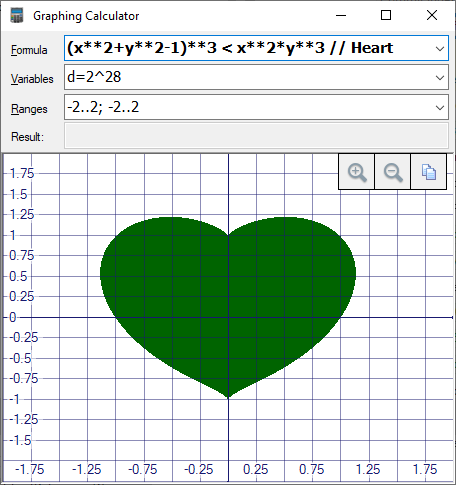 Graphing Calculator
Formula (x**2+y**2-1)**3 < x**2*y**3 // Heart
Variables d=2^28
Ranges -2..2; -2..2
Result:
1.75
1.5
1.25
1
0.75
0.5
0.25
0
-0.25
-0.5
-0.75
-1
-1.25
-1.5
-1.75 -1.25 -0.75 -0.25 0.25 0.75 1.25 1.75